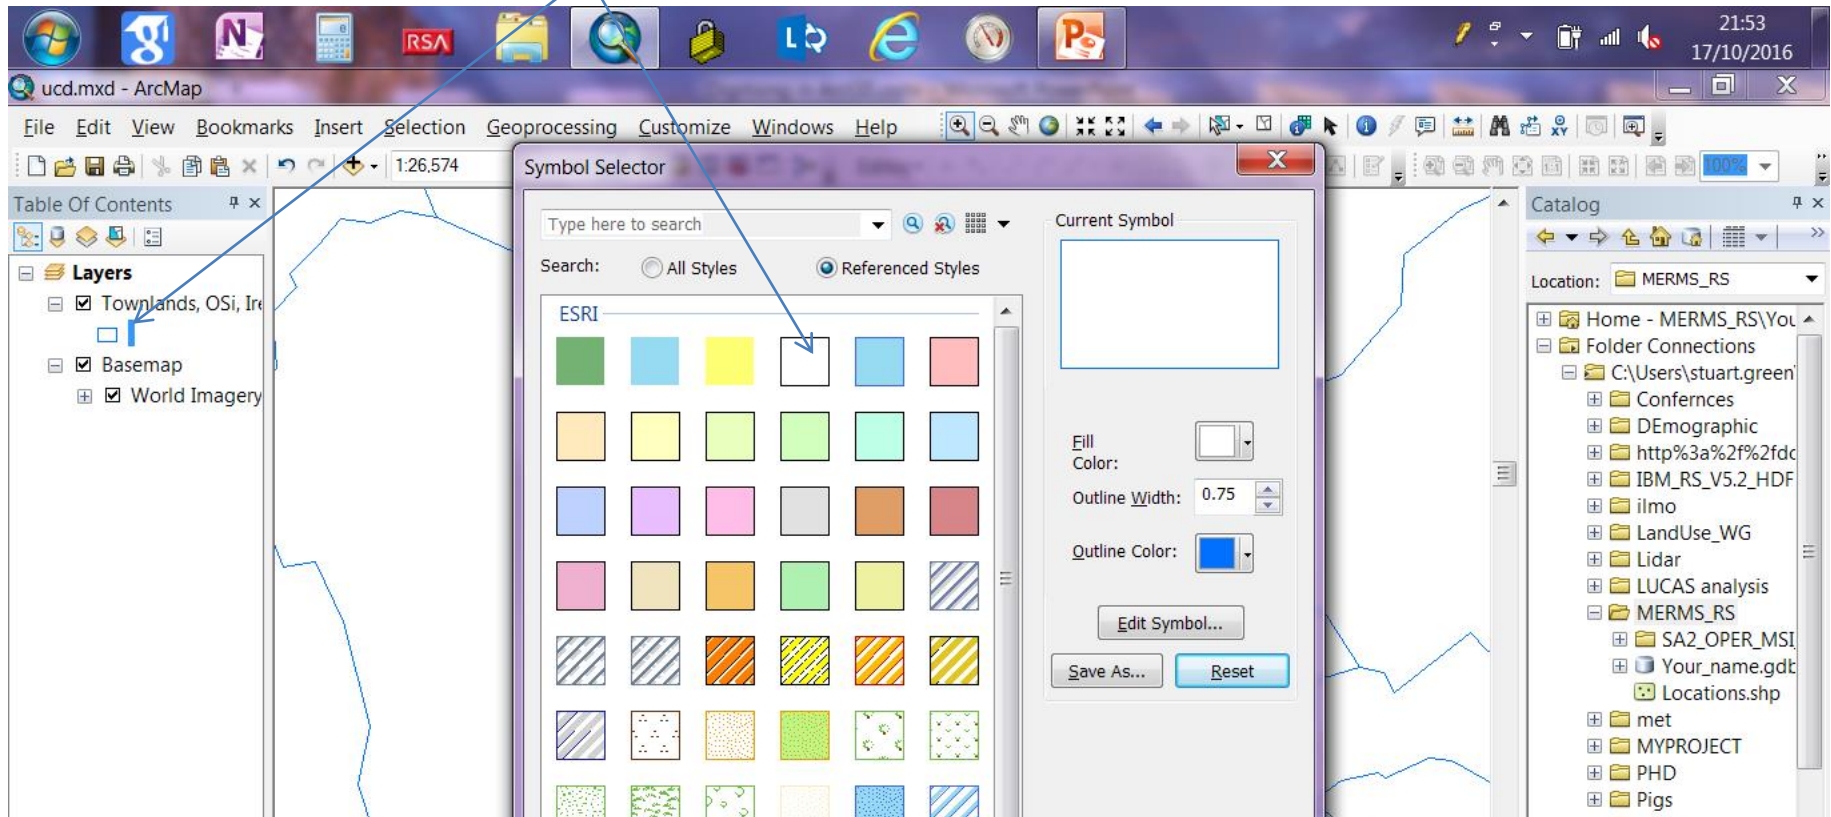 RSA
L
N
P
21:53
17/10/2016
ucd.mxd - ArcMap
File Edit View Bookmarks Insert Selection Geoprocessing Customize Windows Help
1:26,574
100%
Symbol Selector
Table Of Contents
Layers
Townlands, OSi, Ire
Basemap
World Imagery
Type here to search
Search: All Styles Referenced Styles
ESRI
Current Symbol
Fill
Color:
Outline Width: 0.75
Outline Color:
Edit Symbol...
Save As... Reset
Catalog
Location: MERMS_RS
Home - MERMS_RS\You
Folder Connections
C:\Users\stuart.green\
Confernces
DEmographic
http%3a%2f%2fdc
IBM_RS_V5.2_HDF
ilmo
LandUse_WG
Lidar
LUCAS analysis
MERMS_RS
SA2_OPER_MSI_
Your_name.gdb
Locations.shp
met
MYPROJECT
PHD
Pigs